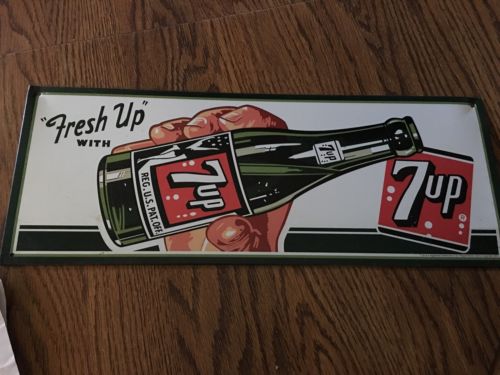 "Fresh Up"
WITH
7up
7up
REG. U.S. PAT. OFF.
7up
®